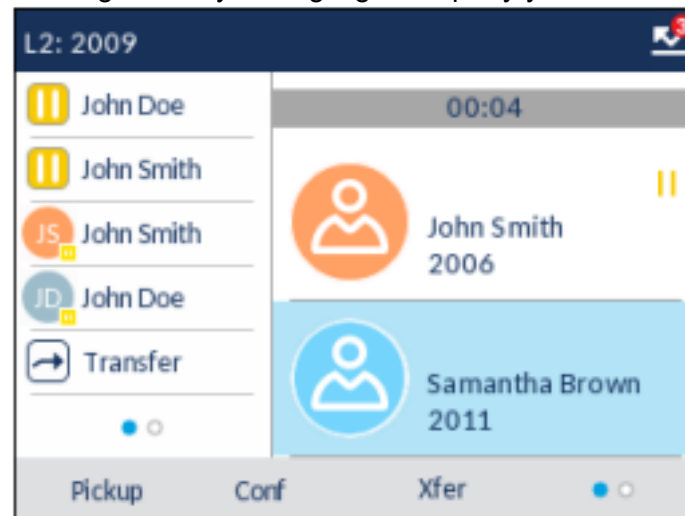 L2: 2009
3
John Doe
John Smith
JS John Smith
JD John Doe
Transfer
00:04
John Smith
2006
Samantha Brown
2011
Pickup Conf Xfer